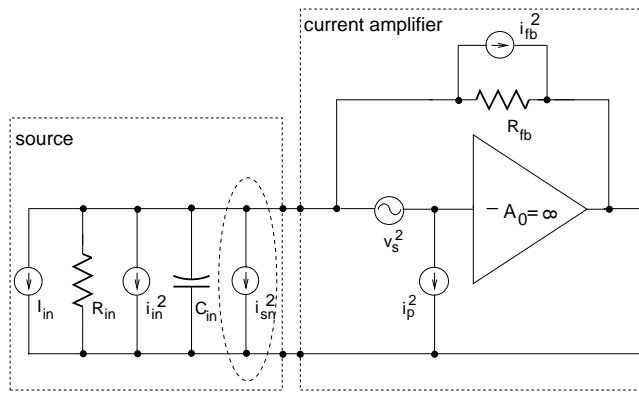 current amplifier
i_fb^2
R_fb
source
− A_0=∞
v_s^2
I_in
R_in
i_in^2
C_in
i_sn^2
i_p^2